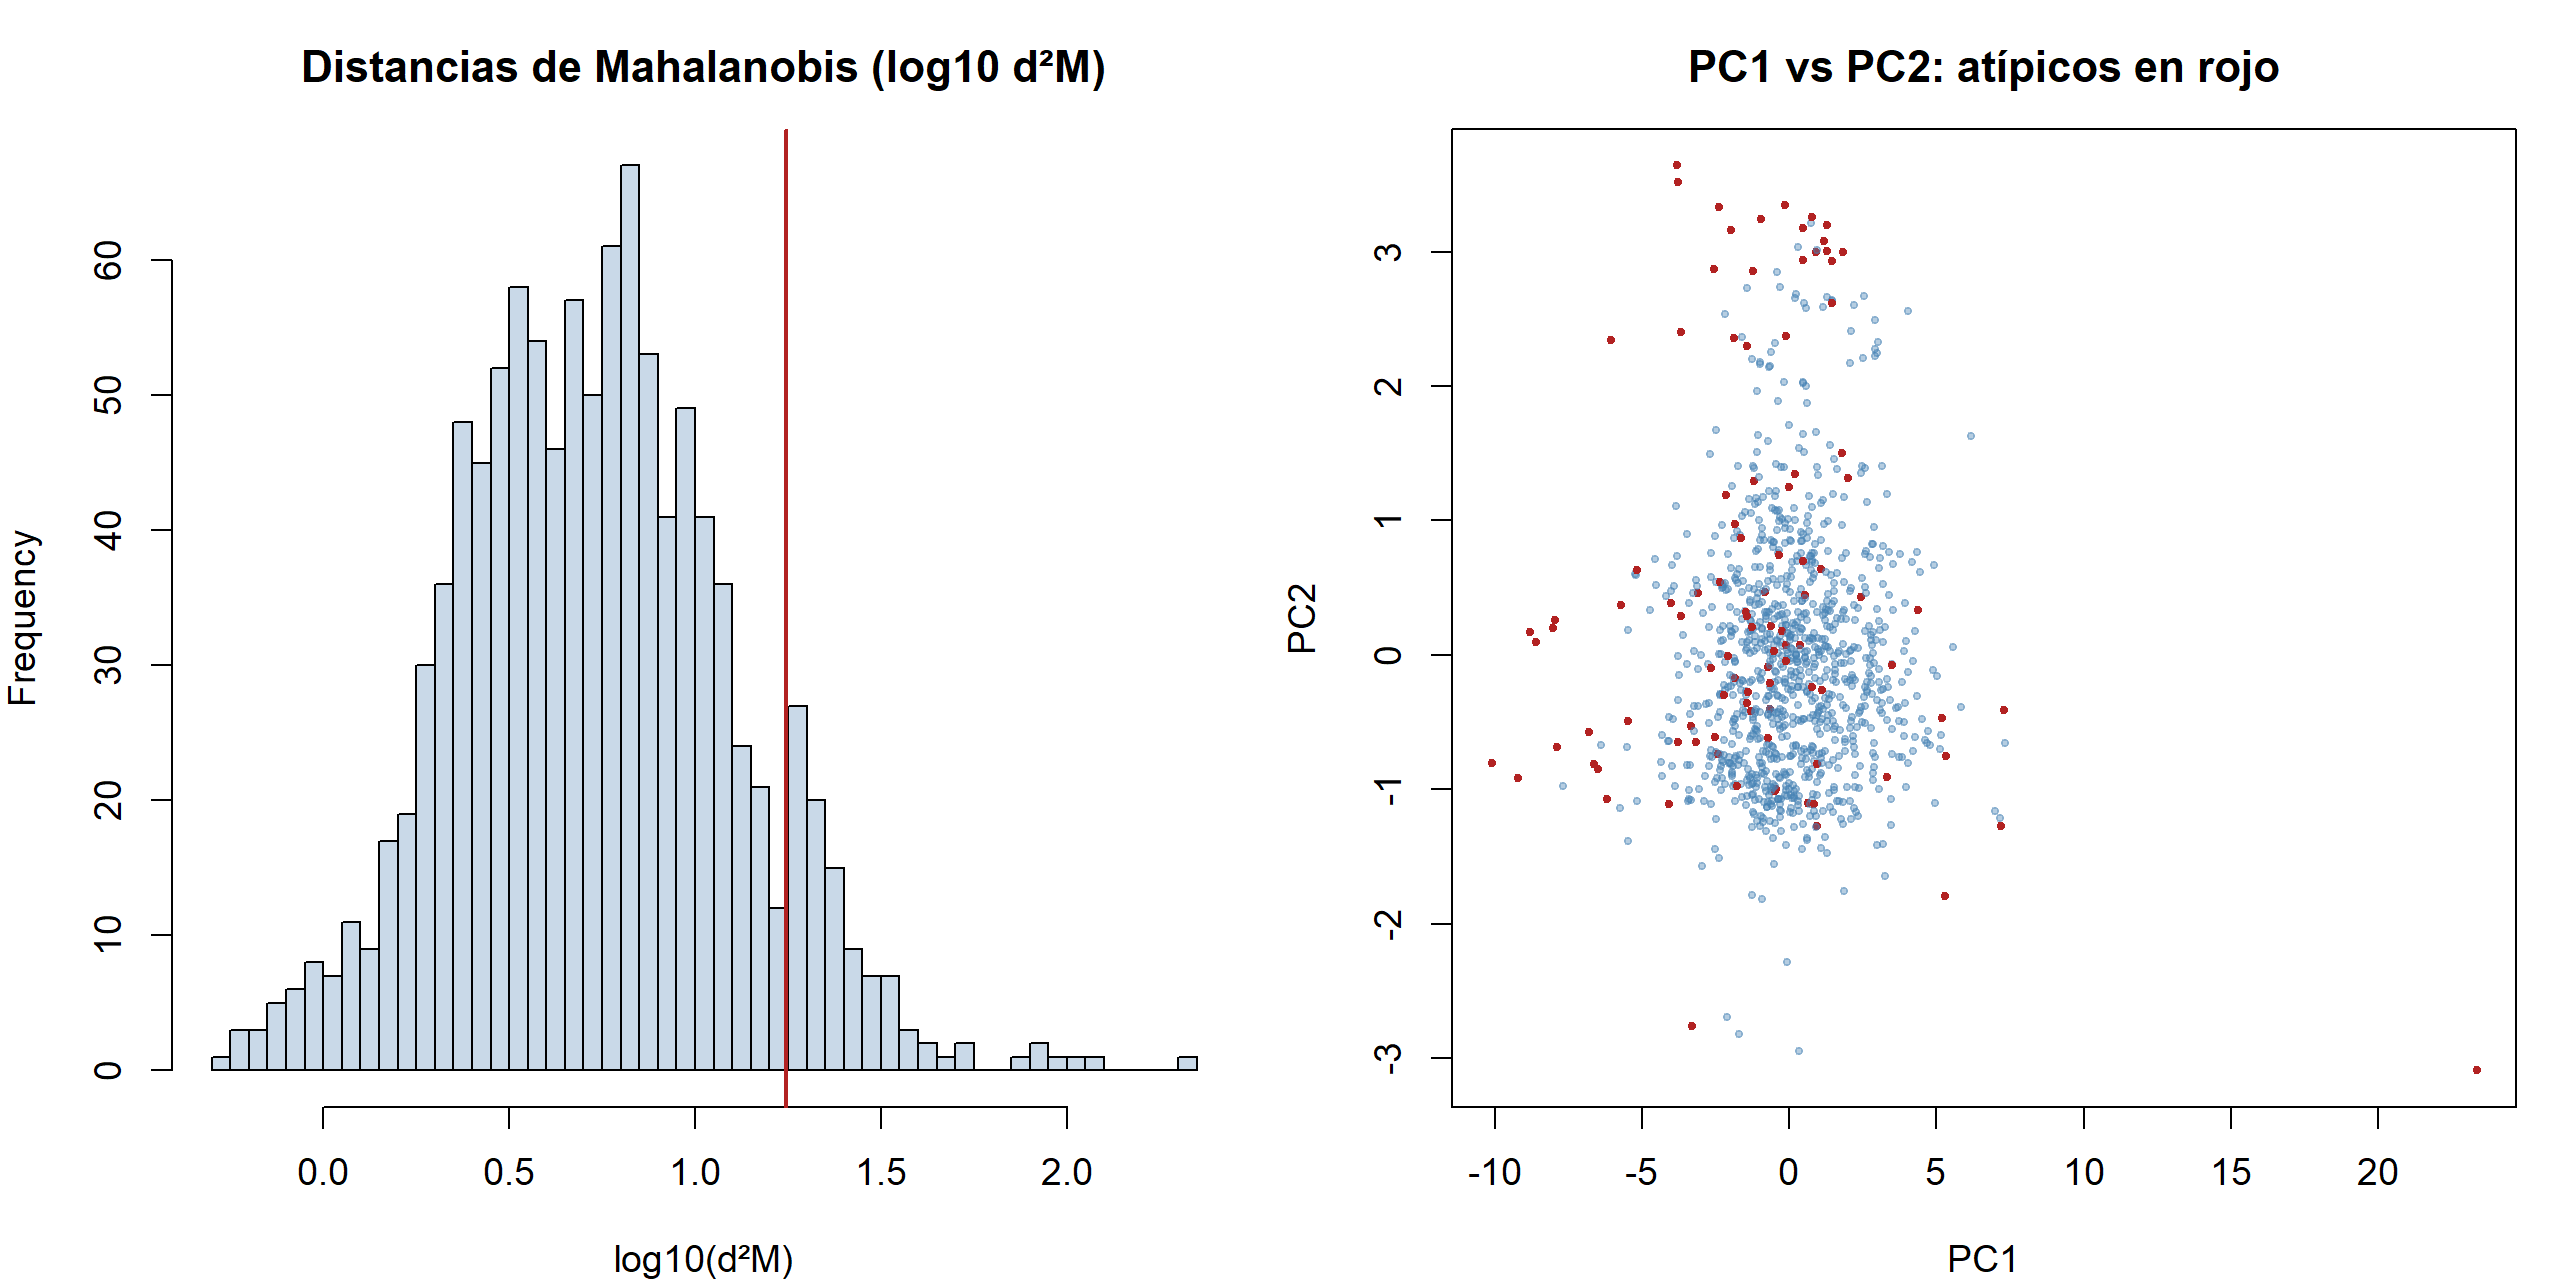 Distancias de Mahalanobis (log10 d²M)
Frequency
60
50
40
30
20
10
0
0.0 0.5 1.0 1.5 2.0
log10(d²M)
PC1 vs PC2: atípicos en rojo
PC2
3
2
1
0
-1
-2
-3
-10 -5 0 5 10 15 20
PC1